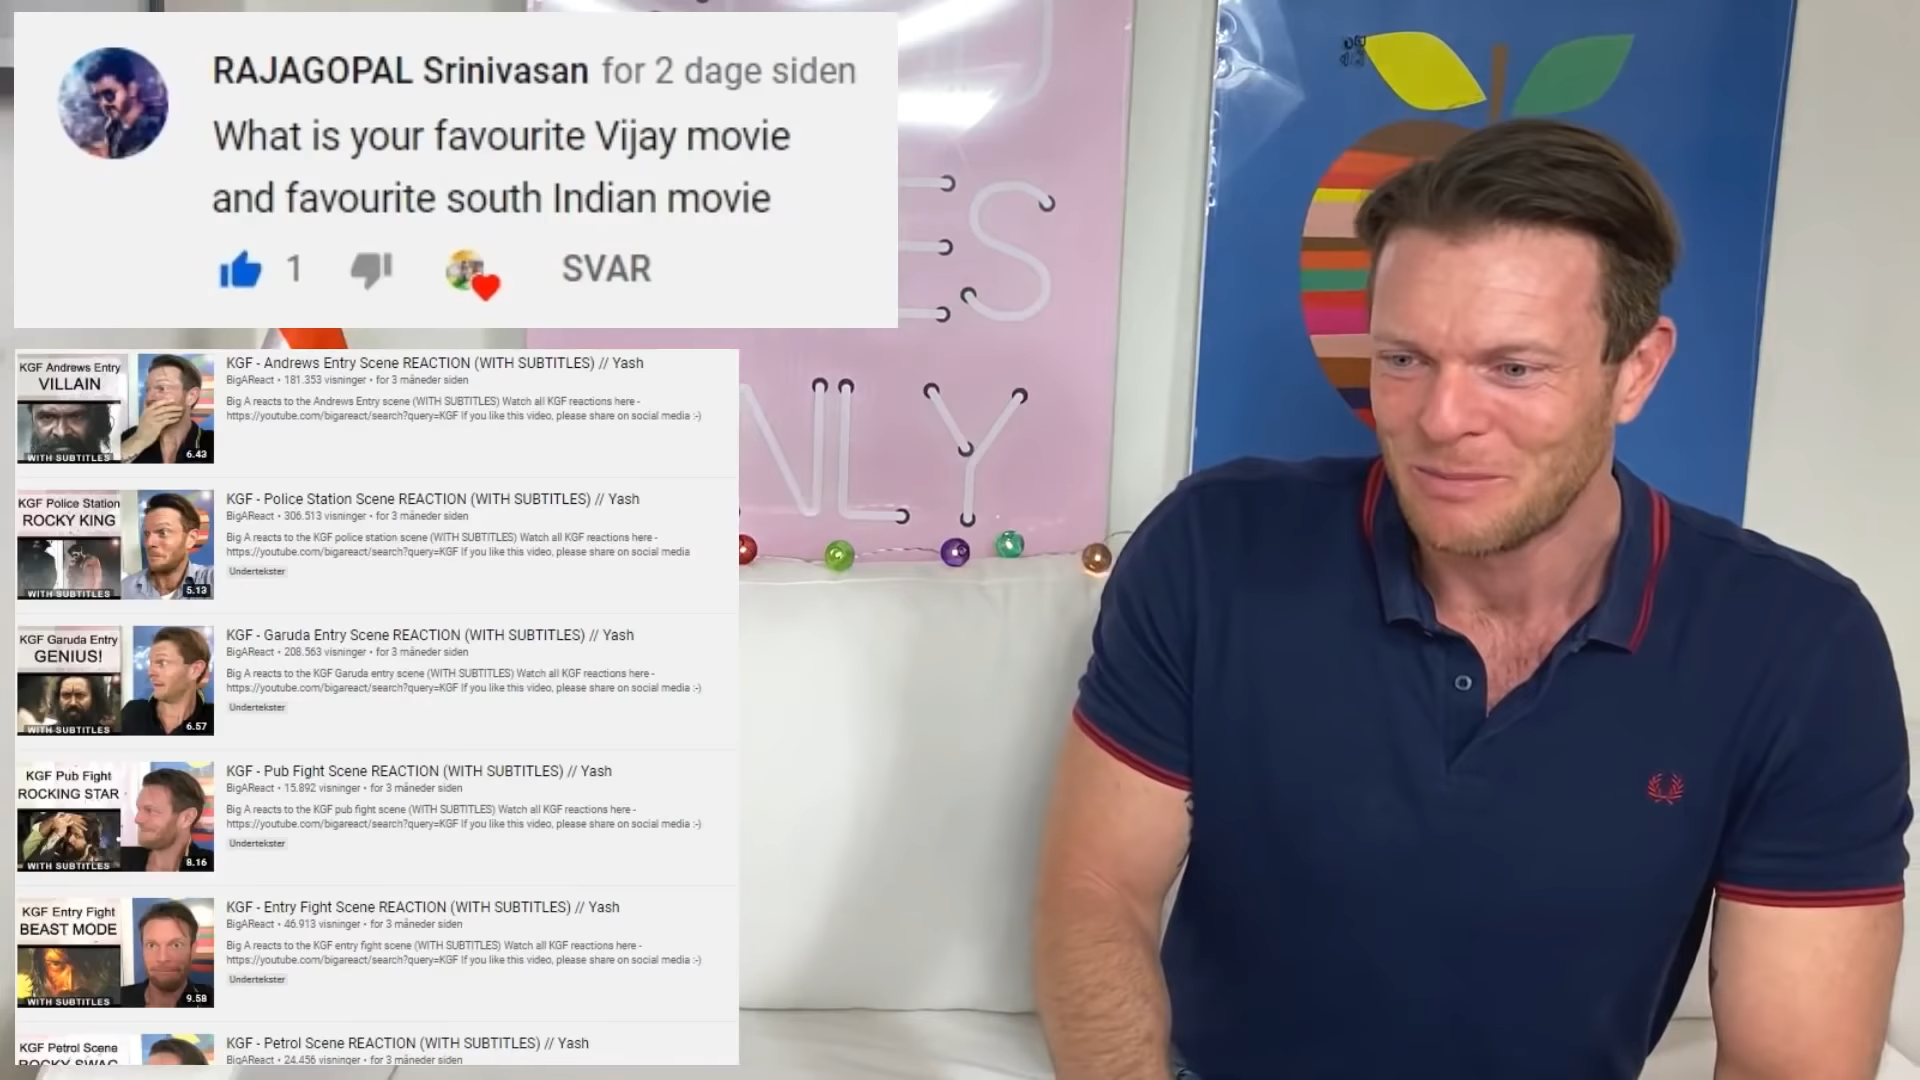 RAJAGOPAL Srinivasan for 2 dage siden
What is your favourite Vijay movie
and favourite south Indian movie
1
SVAR
ES
NLY
KGF Andrews Entry
VILLAIN
WITH SUBTITLES
6.43
KGF - Andrews Entry Scene REACTION (WITH SUBTITLES) // Yash
BigAReact • 181.353 visninger • for 3 måneder siden
Big A reacts to the Andrews Entry scene (WITH SUBTITLES) Watch all KGF reactions here -
https://youtube.com/bigareact/search?query=KGF If you like this video, please share on social media :-)
KGF Police Station
ROCKY KING
WITH SUBTITLES
5.13
KGF - Police Station Scene REACTION (WITH SUBTITLES) // Yash
BigAReact • 306.513 visninger • for 3 måneder siden
Big A reacts to the KGF police station scene (WITH SUBTITLES) Watch all KGF reactions here -
https://youtube.com/bigareact/search?query=KGF If you like this video, please share on social media
Undertekster
KGF Garuda Entry
GENIUS!
WITH SUBTITLES
6.57
KGF - Garuda Entry Scene REACTION (WITH SUBTITLES) // Yash
BigAReact • 208.563 visninger • for 3 måneder siden
Big A reacts to the KGF Garuda entry scene (WITH SUBTITLES) Watch all KGF reactions here -
https://youtube.com/bigareact/search?query=KGF If you like this video, please share on social media :-)
Undertekster
KGF Pub Fight
ROCKING STAR
WITH SUBTITLES
8.16
KGF - Pub Fight Scene REACTION (WITH SUBTITLES) // Yash
BigAReact • 15.892 visninger • for 3 måneder siden
Big A reacts to the KGF pub fight scene (WITH SUBTITLES) Watch all KGF reactions here -
https://youtube.com/bigareact/search?query=KGF If you like this video, please share on social media :-)
Undertekster
KGF Entry Fight
BEAST MODE
WITH SUBTITLES
9.58
KGF - Entry Fight Scene REACTION (WITH SUBTITLES) // Yash
BigAReact • 46.913 visninger • for 3 måneder siden
Big A reacts to the KGF entry fight scene (WITH SUBTITLES) Watch all KGF reactions here -
https://youtube.com/bigareact/search?query=KGF If you like this video, please share on social media :-)
Undertekster
KGF Petrol Scene
ROCKY SWAG
KGF - Petrol Scene REACTION (WITH SUBTITLES) // Yash
BigAReact • 24.456 visninger • for 3 måneder siden